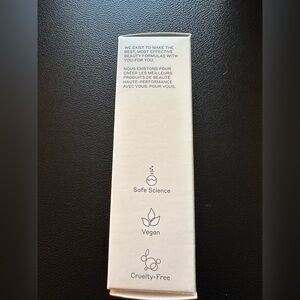 WE EXIST TO MAKE THE
BEST, MOST EFFECTIVE
BEAUTY FORMULAS WITH
YOU, FOR YOU.
NOUS EXISTONS POUR
CRÉER LES MEILLEURS
PRODUITS DE BEAUTÉ
HAUTE-PERFORMANCE
AVEC VOUS, POUR VOUS.
Safe Science
Vegan
Cruelty-Free